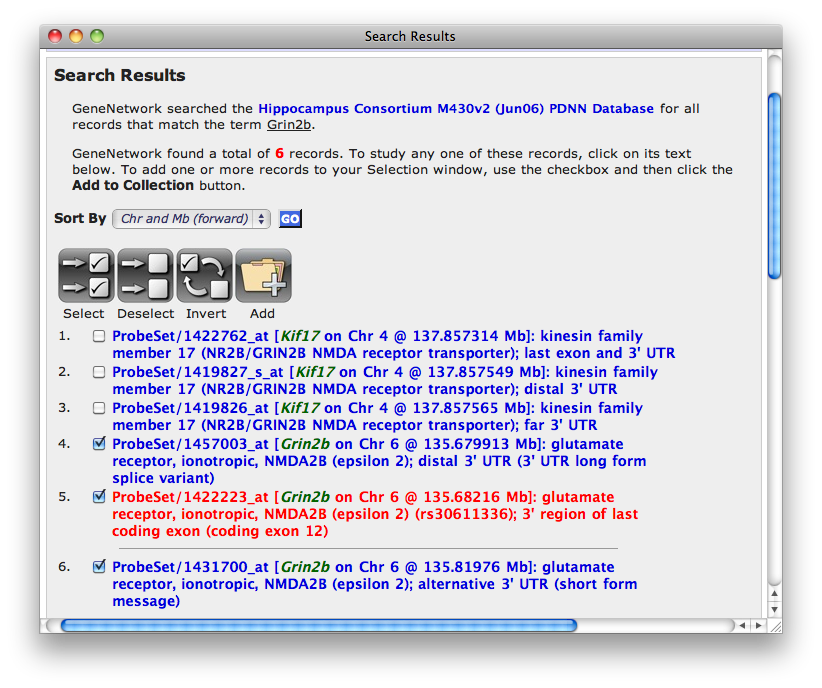 Search Results
Search Results
GeneNetwork searched the Hippocampus Consortium M430v2 (Jun06) PDNN Database for all
records that match the term Grin2b.
GeneNetwork found a total of 6 records. To study any one of these records, click on its text
below. To add one or more records to your Selection window, use the checkbox and then click the
Add to Collection button.
Sort By Chr and Mb (forward) GO
Select Deselect Invert Add
1. ProbeSet/1422762_at [Kif17 on Chr 4 @ 137.857314 Mb]: kinesin family
member 17 (NR2B/GRIN2B NMDA receptor transporter); last exon and 3' UTR
2. ProbeSet/1419827_s_at [Kif17 on Chr 4 @ 137.857549 Mb]: kinesin family
member 17 (NR2B/GRIN2B NMDA receptor transporter); distal 3' UTR
3. ProbeSet/1419826_at [Kif17 on Chr 4 @ 137.857565 Mb]: kinesin family
member 17 (NR2B/GRIN2B NMDA receptor transporter); far 3' UTR
4. ProbeSet/1457003_at [Grin2b on Chr 6 @ 135.679913 Mb]: glutamate
receptor, ionotropic, NMDA2B (epsilon 2); distal 3' UTR (3' UTR long form
splice variant)
5. ProbeSet/1422223_at [Grin2b on Chr 6 @ 135.68216 Mb]: glutamate
receptor, ionotropic, NMDA2B (epsilon 2) (rs30611336); 3' region of last
coding exon (coding exon 12)
6. ProbeSet/1431700_at [Grin2b on Chr 6 @ 135.81976 Mb]: glutamate
receptor, ionotropic, NMDA2B (epsilon 2); alternative 3' UTR (short form
message)